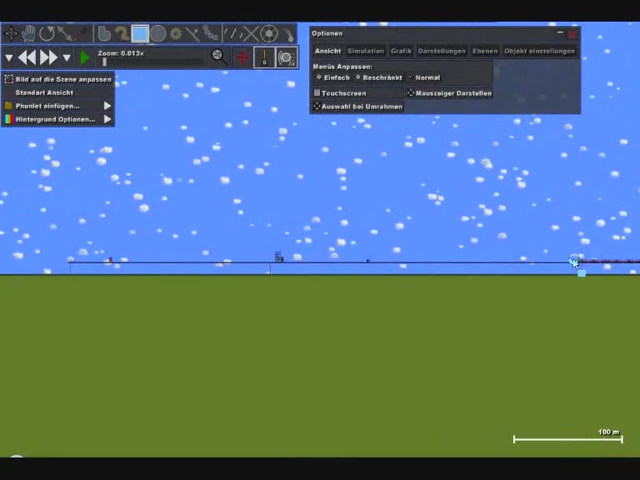 Zoom: 0.013x
Bild auf die Szene anpassen
Standart Ansicht
Phunlet einfügen...
Hintergrund Optionen...
Optionen
Ansicht Simulation Grafik Darstellungen Ebenen Objekt einstellungen
Menüs Anpassen:
Einfach Beschränkt Normal
Touchscreen Mauszeiger Darstellen
Auswahl bei Umrahmen
100 m